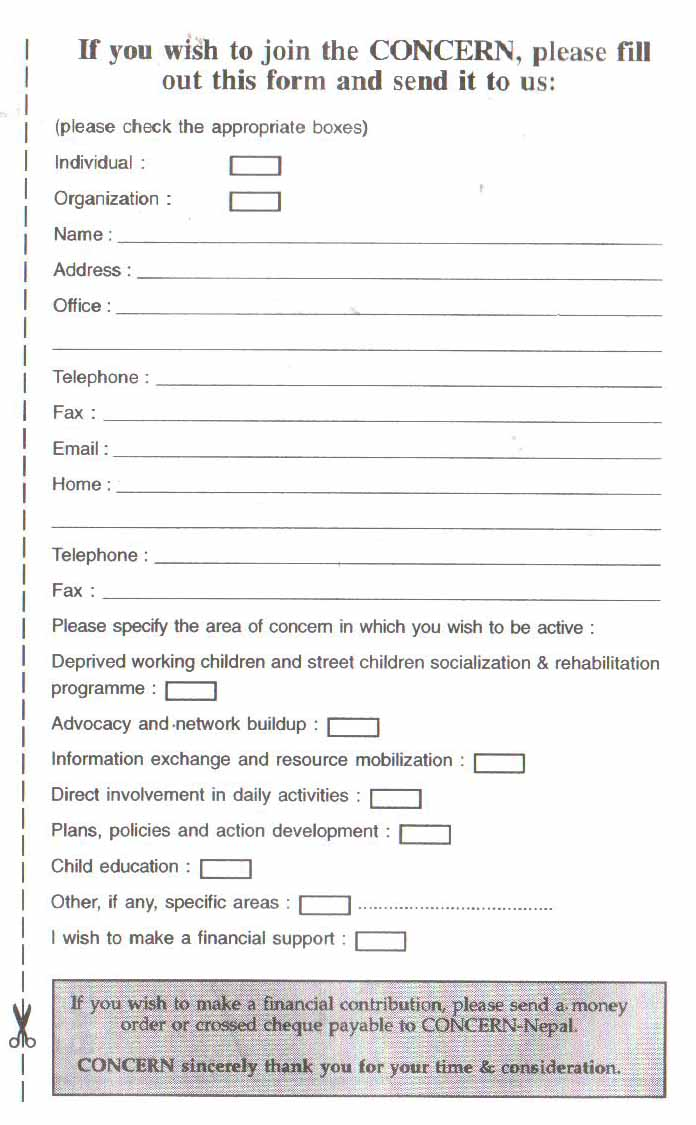 If you wish to join the CONCERN, please fill
out this form and send it to us:
(please check the appropriate boxes)
Individual :
Organization :
Name :
Address :
Office :
Telephone :
Fax :
Email :
Home :
Telephone :
Fax :
Please specify the area of concern in which you wish to be active :
Deprived working children and street children socialization & rehabilitation
programme :
Advocacy and network buildup :
Information exchange and resource mobilization :
Direct involvement in daily activities :
Plans, policies and action development :
Child education :
Other, if any, specific areas : ......................................
I wish to make a financial support :
If you wish to make a financial contribution, please send a money
order or crossed cheque payable to CONCERN-Nepal.
CONCERN sincerely thank you for your time & consideration.